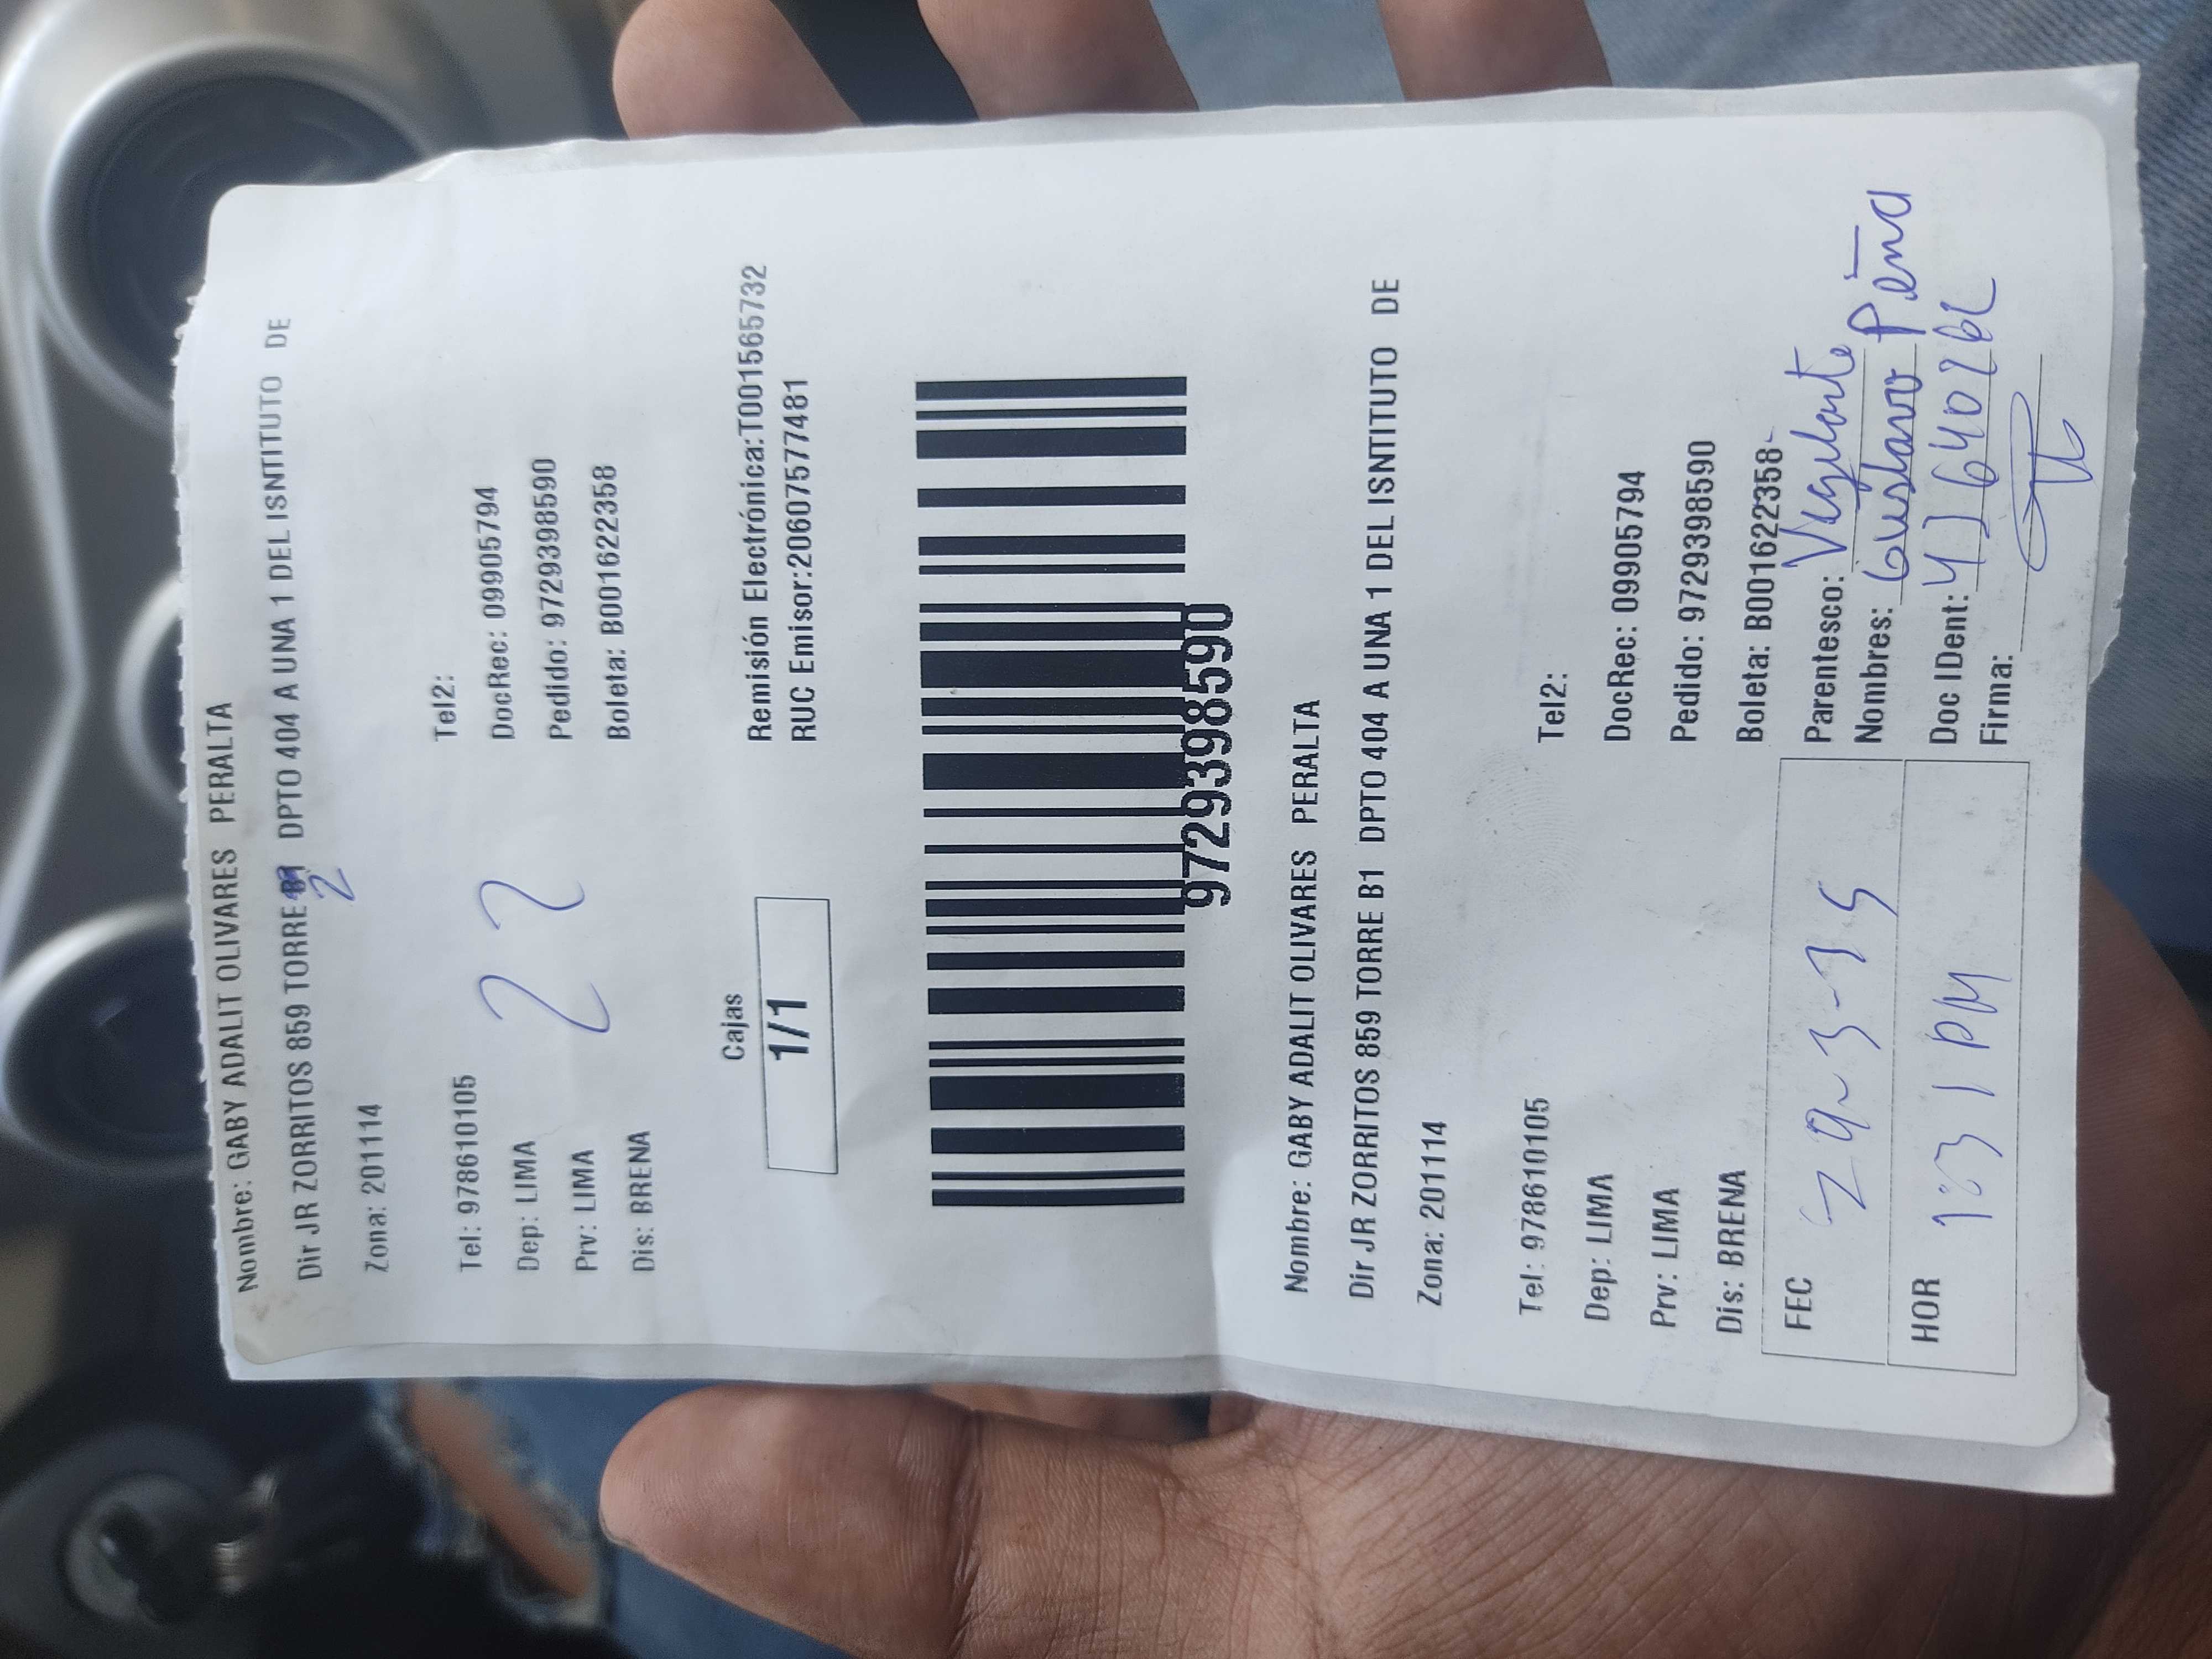 Nombre: GABY ADALIT OLIVARES PERALTA
Dir JR ZORRITOS 859 TORRE DPTO 404 A UNA 1 DEL ISNTITUTO DE
2
Zona: 201114
Tel: 978610105 Tel2:
Dep: LIMA DocRec: 09905794
Prv: LIMA Pedido: 9729398590
Dis: BRENA Boleta: B001622358
22
Cajas
1/1
Remisión Electrónica:T001565732
RUC Emisor:20607577481
9729398590
Nombre: GABY ADALIT OLIVARES PERALTA
Dir JR ZORRITOS 859 TORRE B1 DPTO 404 A UNA 1 DEL ISNTITUTO DE
Zona: 201114
Tel: 978610105 Tel2:
Dep: LIMA DocRec: 09905794
Prv: LIMA Pedido: 9729398590
Dis: BRENA Boleta: B001622358
FEC
HOR 1:31 PM
Parentesco: Vigilante
Nombres: Gustavo Peña
Doc IDent:
Firma: